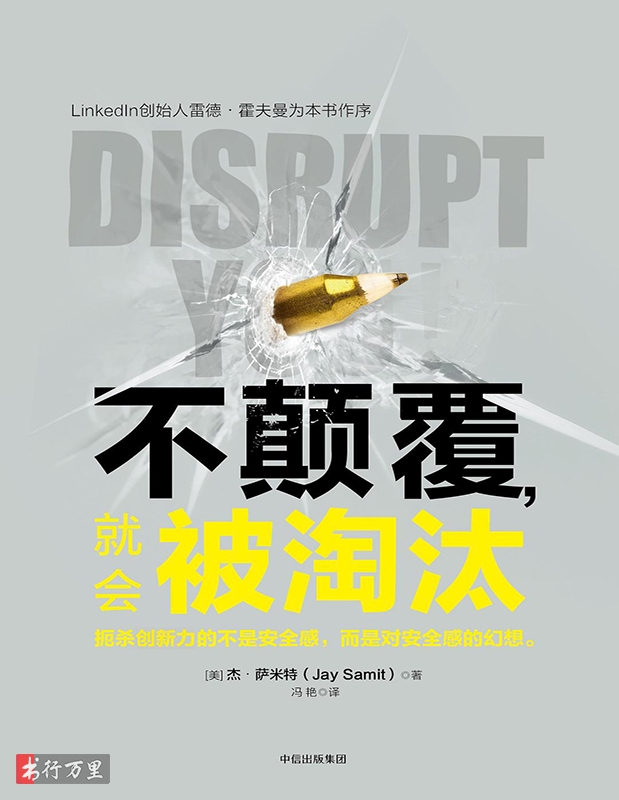 LinkedIn创始人雷德·霍夫曼为本书作序
DISRUPT
YOU!
不颠覆,
就会被淘汰
扼杀创新力的不是安全感，而是对安全感的幻想。
[美] 杰·萨米特（Jay Samit）◎著
冯 艳◎译
中信出版集团
书行万里